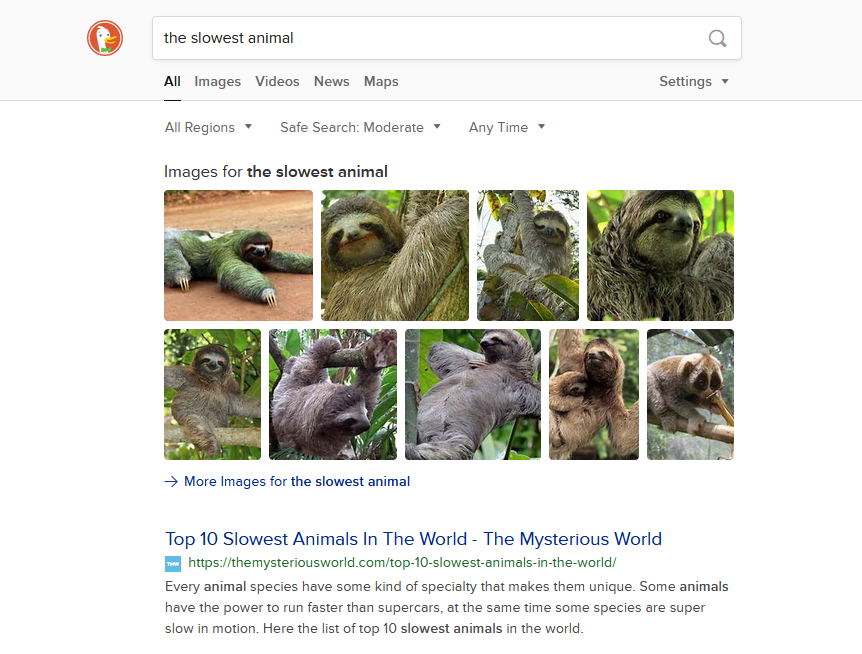 the slowest animal
All Images Videos News Maps Settings
All Regions Safe Search: Moderate Any Time
Images for the slowest animal
More Images for the slowest animal
Top 10 Slowest Animals In The World - The Mysterious World
TMW https://themysteriousworld.com/top-10-slowest-animals-in-the-world/
Every animal species have some kind of specialty that makes them unique. Some animals
have the power to run faster than supercars, at the same time some species are super
slow in motion. Here the list of top 10 slowest animals in the world.